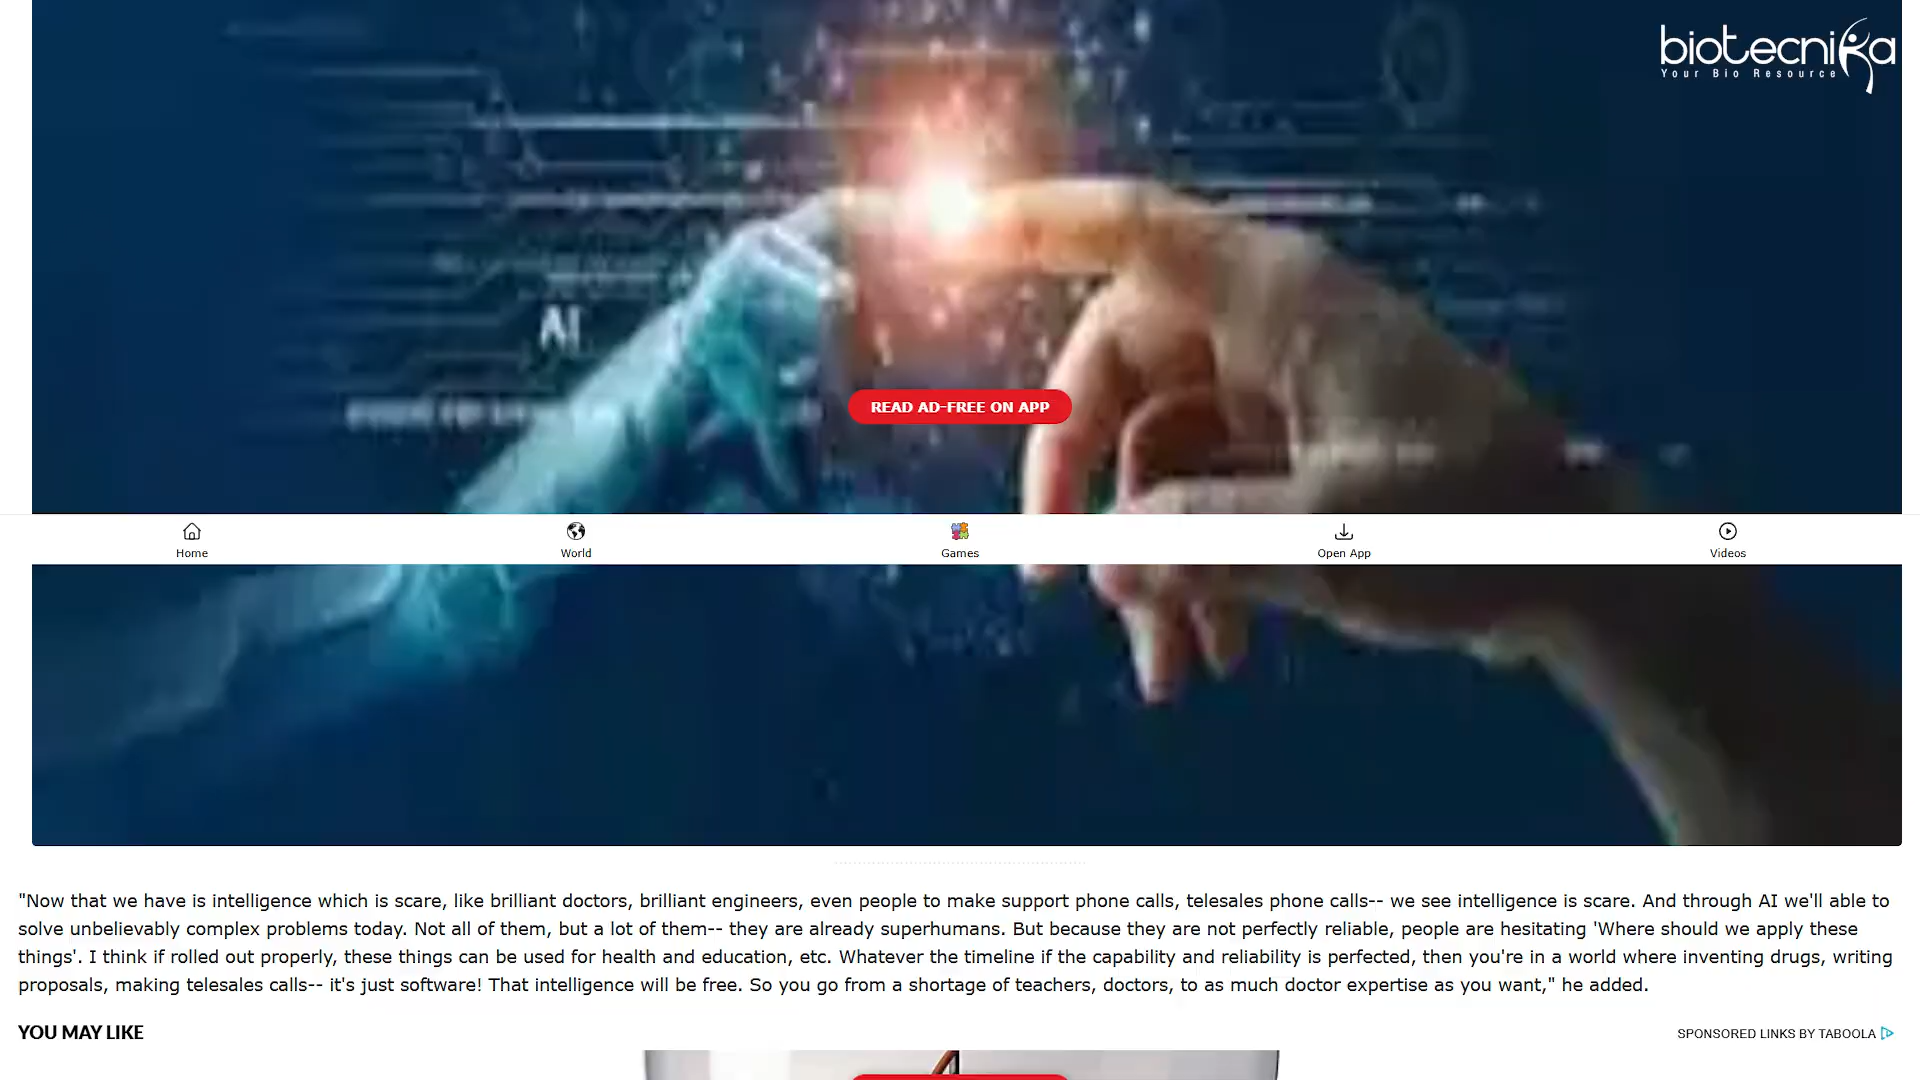 biotecnika
Your Bio Resource
AI
READ AD-FREE ON APP
Home World Games Open App Videos
"Now that we have is intelligence which is scare, like brilliant doctors, brilliant engineers, even people to make support phone calls, telesales phone calls-- we see intelligence is scare. And through AI we'll able to
solve unbelievably complex problems today. Not all of them, but a lot of them-- they are already superhumans. But because they are not perfectly reliable, people are hesitating 'Where should we apply these
things'. I think if rolled out properly, these things can be used for health and education, etc. Whatever the timeline if the capability and reliability is perfected, then you're in a world where inventing drugs, writing
proposals, making telesales calls-- it's just software! That intelligence will be free. So you go from a shortage of teachers, doctors, to as much doctor expertise as you want," he added.
YOU MAY LIKE
SPONSORED LINKS BY TABOOLA